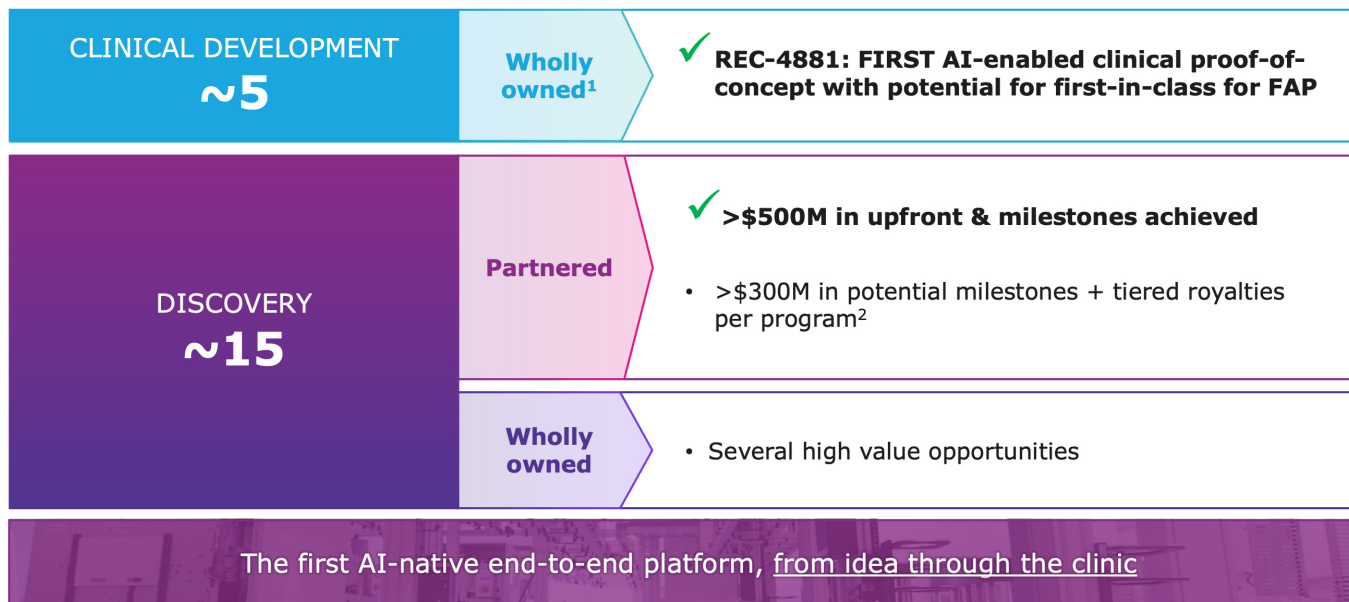 CLINICAL DEVELOPMENT
~5
Wholly
owned¹
✓ REC-4881: FIRST AI-enabled clinical proof-of-
concept with potential for first-in-class for FAP
DISCOVERY
~15
Partnered
✓ >$500M in upfront & milestones achieved
• >$300M in potential milestones + tiered royalties
per program²
Wholly
owned
• Several high value opportunities
The first AI-native end-to-end platform, from idea through the clinic